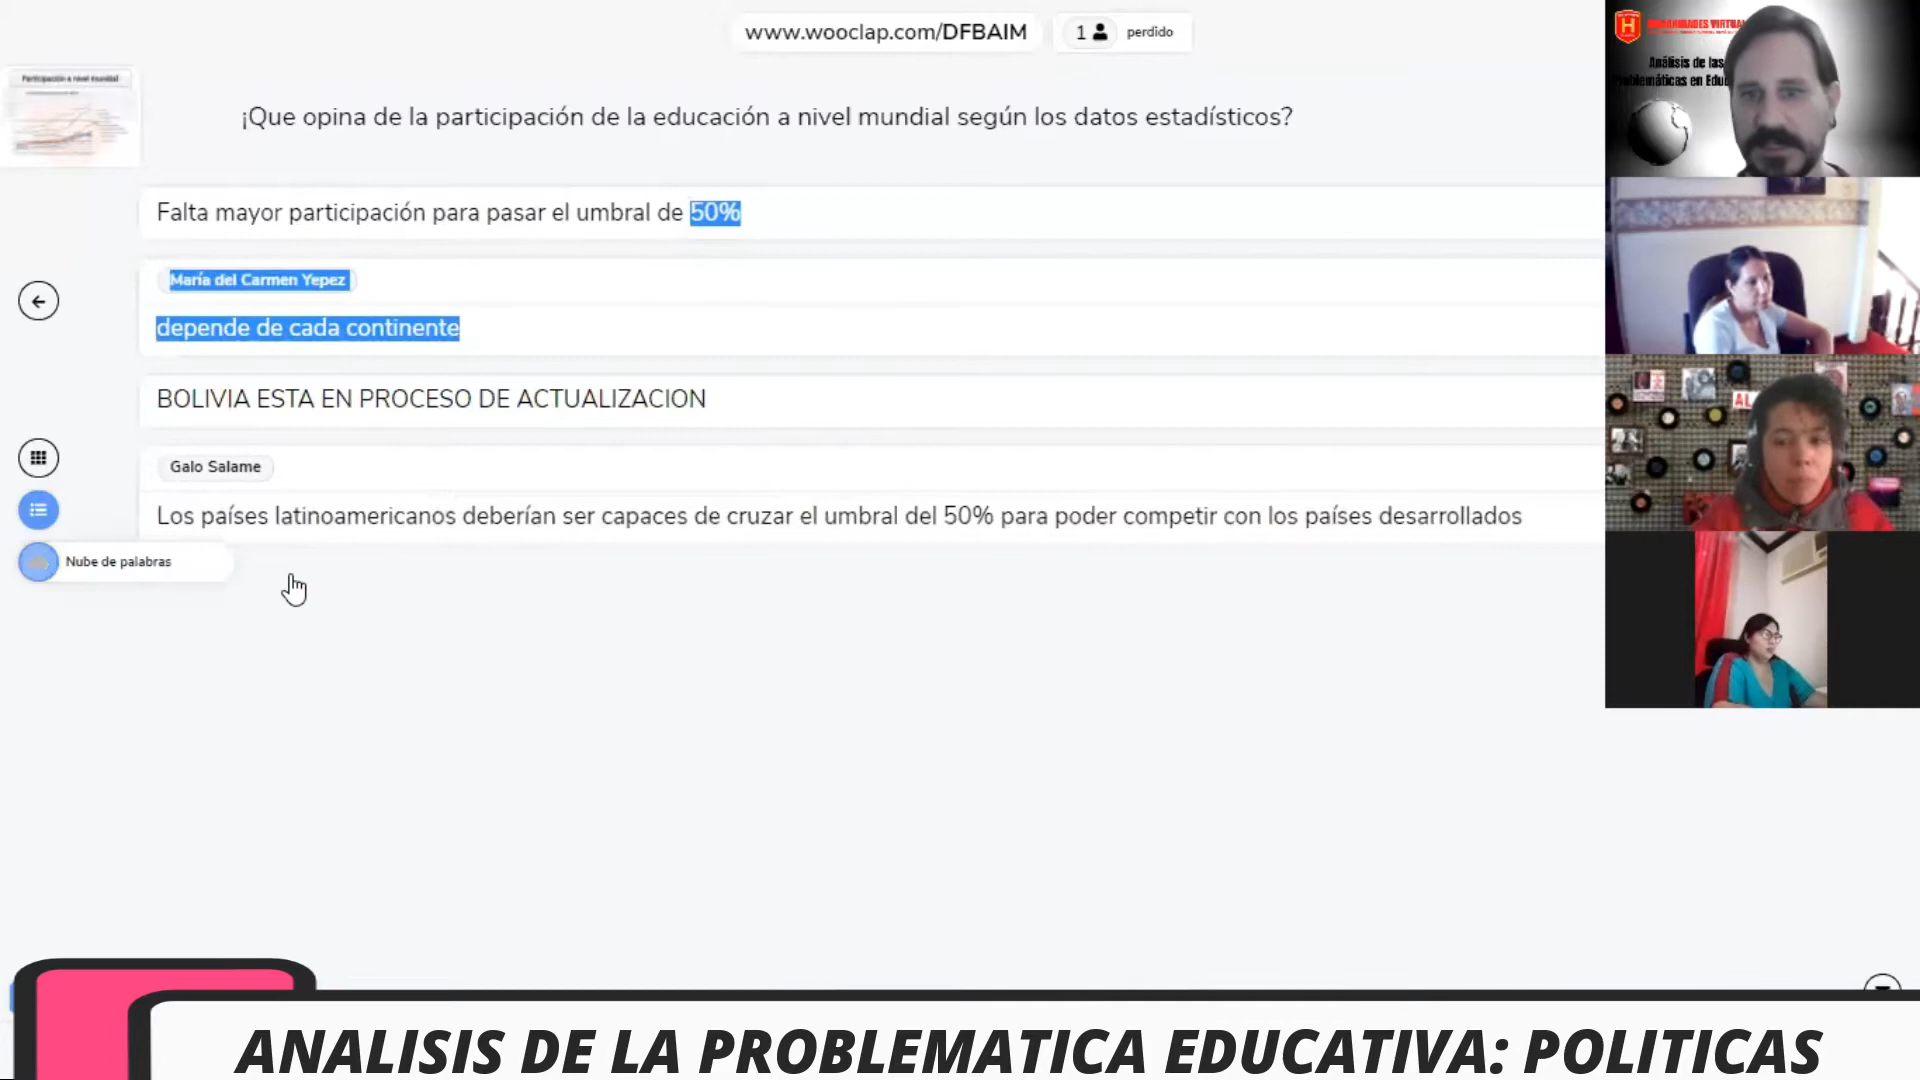 www.wooclap.com/DFBAIM
1
perdido
Participación a nivel mundial
¡Que opina de la participación de la educación a nivel mundial según los datos estadísticos?
Falta mayor participación para pasar el umbral de 50%
María del Carmen Yepez
depende de cada continente
BOLIVIA ESTA EN PROCESO DE ACTUALIZACION
Galo Salame
Los países latinoamericanos deberían ser capaces de cruzar el umbral del 50% para poder competir con los países desarrollados
Nube de palabras
Análisis de las
ANALISIS DE LA PROBLEMATICA EDUCATIVA: POLITICAS